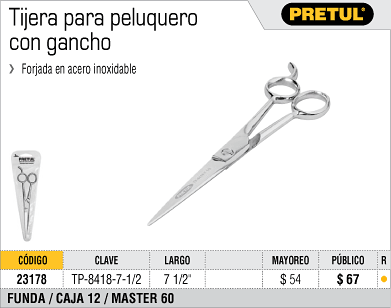 Tijera para peluquero
con gancho
PRETUL®
❯ Forjada en acero inoxidable
PRETUL
CÓDIGO CLAVE LARGO MAYOREO PÚBLICO R
23178 TP-8418-7-1/2 7 1/2" $ 54 $ 67 ●
FUNDA / CAJA 12 / MASTER 60